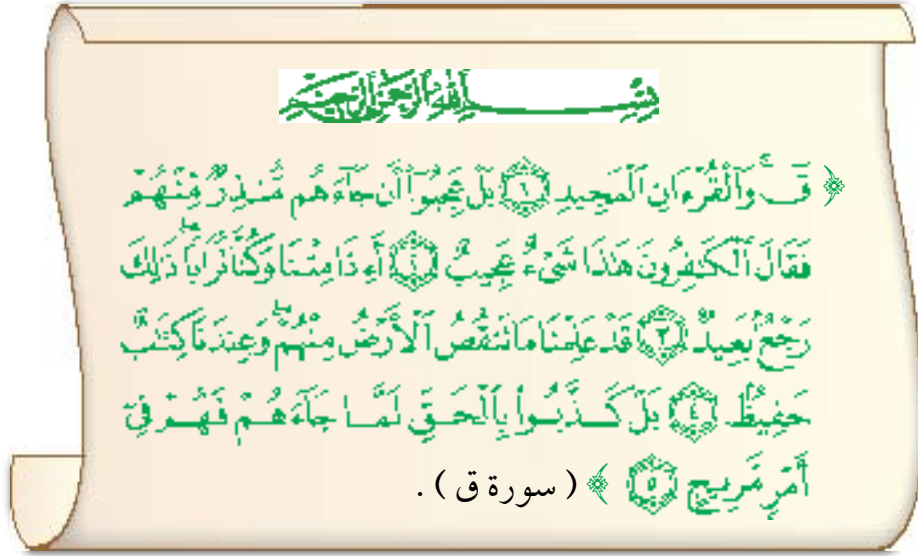 بِسْمِ اللَّهِ الرَّحْمَٰنِ الرَّحِيمِ
﴿ قٓ ۚ وَٱلْقُرْءَانِ ٱلْمَجِيدِ ۝١ بَلْ عَجِبُوٓا۟ أَن جَآءَهُم مُّنذِرٌ مِّنْهُمْ
فَقَالَ ٱلْكَٰفِرُونَ هَٰذَا شَىْءٌ عَجِيبٌ ۝٢ أَءِذَا مِتْنَا وَكُنَّا تُرَابًا ۖ ذَٰلِكَ
رَجْعٌۢ بَعِيدٌ ۝٣ قَدْ عَلِمْنَا مَا تَنقُصُ ٱلْأَرْضُ مِنْهُمْ ۖ وَعِندَنَا كِتَٰبٌ
حَفِيظٌۢ ۝٤ بَلْ كَذَّبُوا۟ بِٱلْحَقِّ لَمَّا جَآءَهُمْ فَهُمْ فِىٓ
أَمْرٍ مَّرِيجٍ ۝٥ ﴾ ( سورة ق ) .